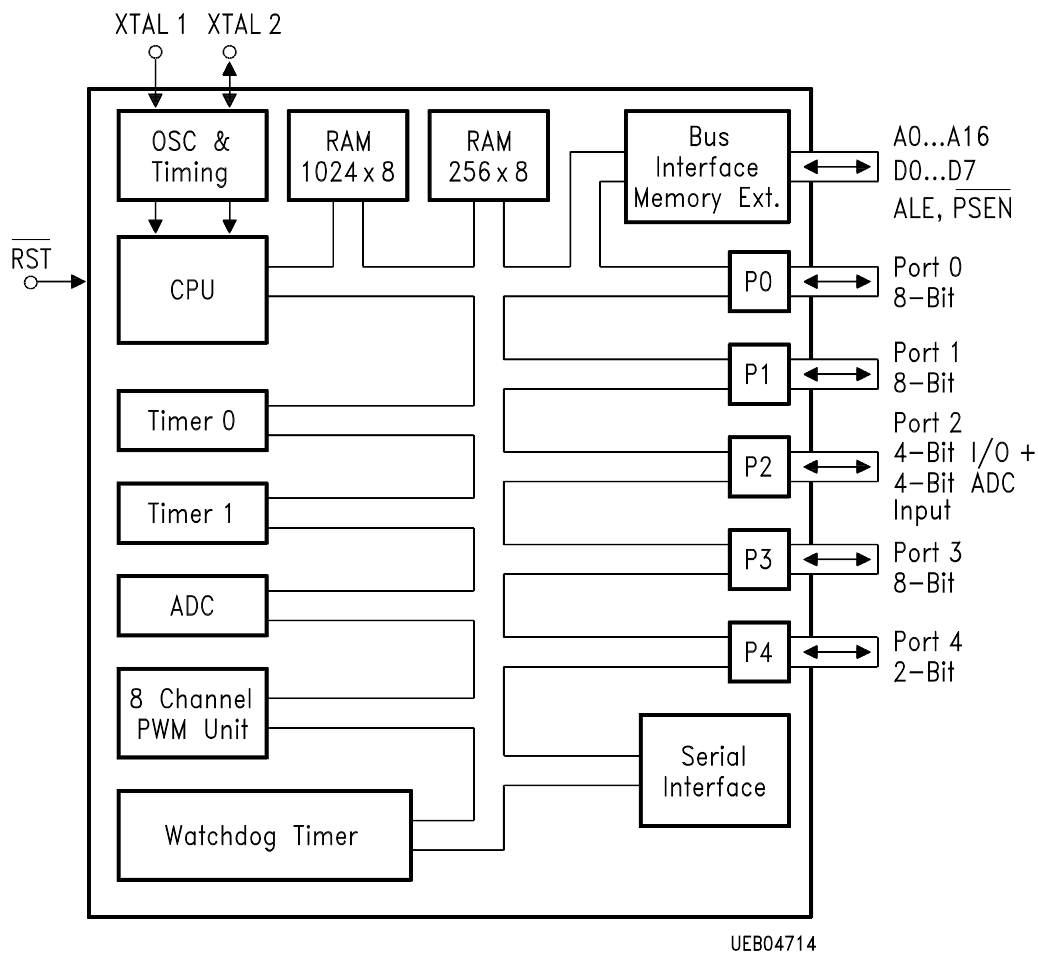 XTAL 1 XTAL 2
OSC &
Timing
RAM
1024 x 8
RAM
256 x 8
Bus
Interface
Memory Ext.
A0...A16
D0...D7
ALE, PSEN
RST
CPU
P0
Port 0
8-Bit
P1
Port 1
8-Bit
Timer 0
P2
Port 2
4-Bit I/O +
4-Bit ADC
Input
Timer 1
P3
Port 3
8-Bit
ADC
P4
Port 4
2-Bit
8 Channel
PWM Unit
Serial
Interface
Watchdog Timer
UEB04714